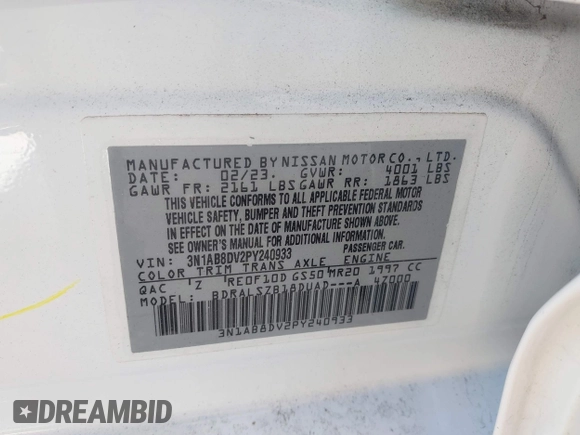 MANUFACTURED BY NISSAN MOTOR CO., LTD.
DATE: 02/23. GVWR: 4001 LBS
GAWR FR: 2161 LBS GAWR RR: 1863 LBS
THIS VEHICLE CONFORMS TO ALL APPLICABLE FEDERAL MOTOR
VEHICLE SAFETY, BUMPER AND THEFT PREVENTION STANDARDS
IN EFFECT ON THE DATE OF MANUFACTURE SHOWN ABOVE.
SEE OWNER'S MANUAL FOR ADDITIONAL INFORMATION.
VIN: 3N1AB8DV2PY240933 PASSENGER CAR.
COLOR TRIM TRANS AXLE ENGINE
QAC Z RE0F10D GS50 MR20 1997 CC
MODEL BDRALSZB18DUAD---A 4Z000
3N1AB8DV2PY240933
DREAMBID